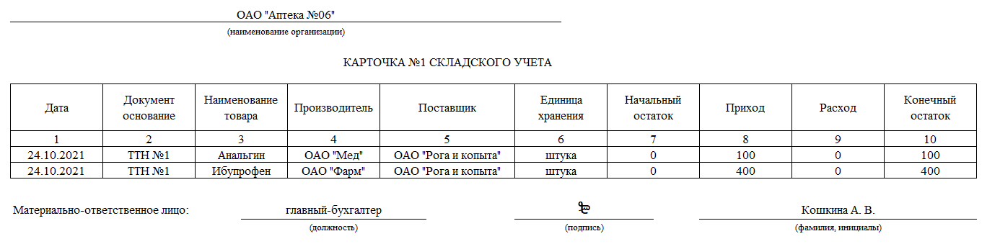 ОАО "Аптека №06"
(наименование организации)
КАРТОЧКА №1 СКЛАДСКОГО УЧЕТА
Дата Документ основание Наименование товара Производитель Поставщик Единица хранения Начальный остаток Приход Расход Конечный остаток
1 2 3 4 5 6 7 8 9 10
24.10.2021 ТТН №1 Анальгин ОАО "Мед" ОАО "Рога и копыта" штука 0 100 0 100
24.10.2021 ТТН №1 Ибупрофен ОАО "Фарм" ОАО "Рога и копыта" штука 0 400 0 400
Материально-ответственное лицо: главный-бухгалтер Кошкина А. В.
(должность) (подпись) (фамилия, инициалы)